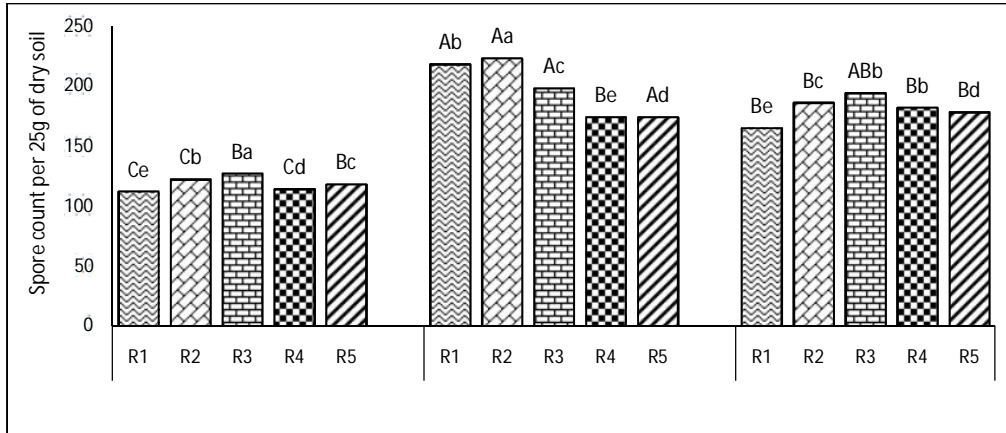 Spore count per 25g of dry soil
250
200
150
100
50
0
Ce
Cb
Ba
Cd
Bc
Ab
Aa
Ac
Be
Ad
Be
Bc
ABb
Bb
Bd
R1 R2 R3 R4 R5 R1 R2 R3 R4 R5 R1 R2 R3 R4 R5